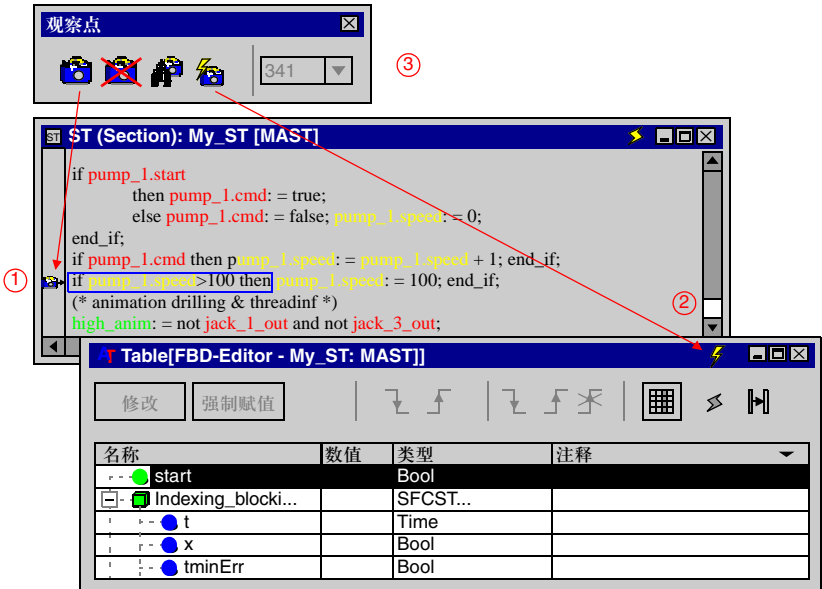 观察点
341
③
ST ST (Section): My_ST [MAST]
if pump_1.start
then pump_1.cmd: = true;
else pump_1.cmd: = false; pump_1.speed: = 0;
end_if;
if pump_1.cmd then pump_1.speed: = pump_1.speed + 1; end_if;
①
if pump_1.speed>100 then pump_1.speed: = 100; end_if;
(* animation drilling & threadinf *)
②
high_anim: = not jack_1_out and not jack_3_out;
Table[FBD-Editor - My_ST: MAST]]
修改 强制赋值
名称 数值 类型 注释
start Bool
Indexing_blocki... SFCST...
t Time
x Bool
tminErr Bool